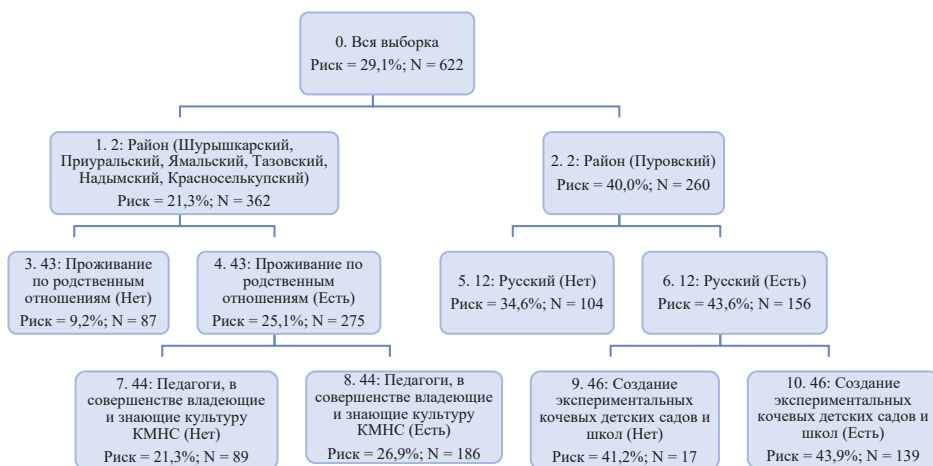 0. Вся выборка
Риск = 29,1%; N = 622
1. 2: Район (Шурышкарский,
Приуральский, Ямальский, Тазовский,
Надымский, Красноселькупский)
Риск = 21,3%; N = 362
2. 2: Район (Пуровский)
Риск = 40,0%; N = 260
3. 43: Проживание
по родственным
отношениям (Нет)
Риск = 9,2%; N = 87
4. 43: Проживание по
родственным
отношениям (Есть)
Риск = 25,1%; N = 275
5. 12: Русский (Нет)
Риск = 34,6%; N = 104
6. 12: Русский (Есть)
Риск = 43,6%; N = 156
7. 44: Педагоги, в
совершенстве владеющие
и знающие культуру
КМНС (Нет)
Риск = 21,3%; N = 89
8. 44: Педагоги, в
совершенстве владеющие
и знающие культуру
КМНС (Есть)
Риск = 26,9%; N = 186
9. 46: Создание
экспериментальных
кочевых детских садов и
школ (Нет)
Риск = 41,2%; N = 17
10. 46: Создание
экспериментальных
кочевых детских садов и
школ (Есть)
Риск = 43,9%; N = 139